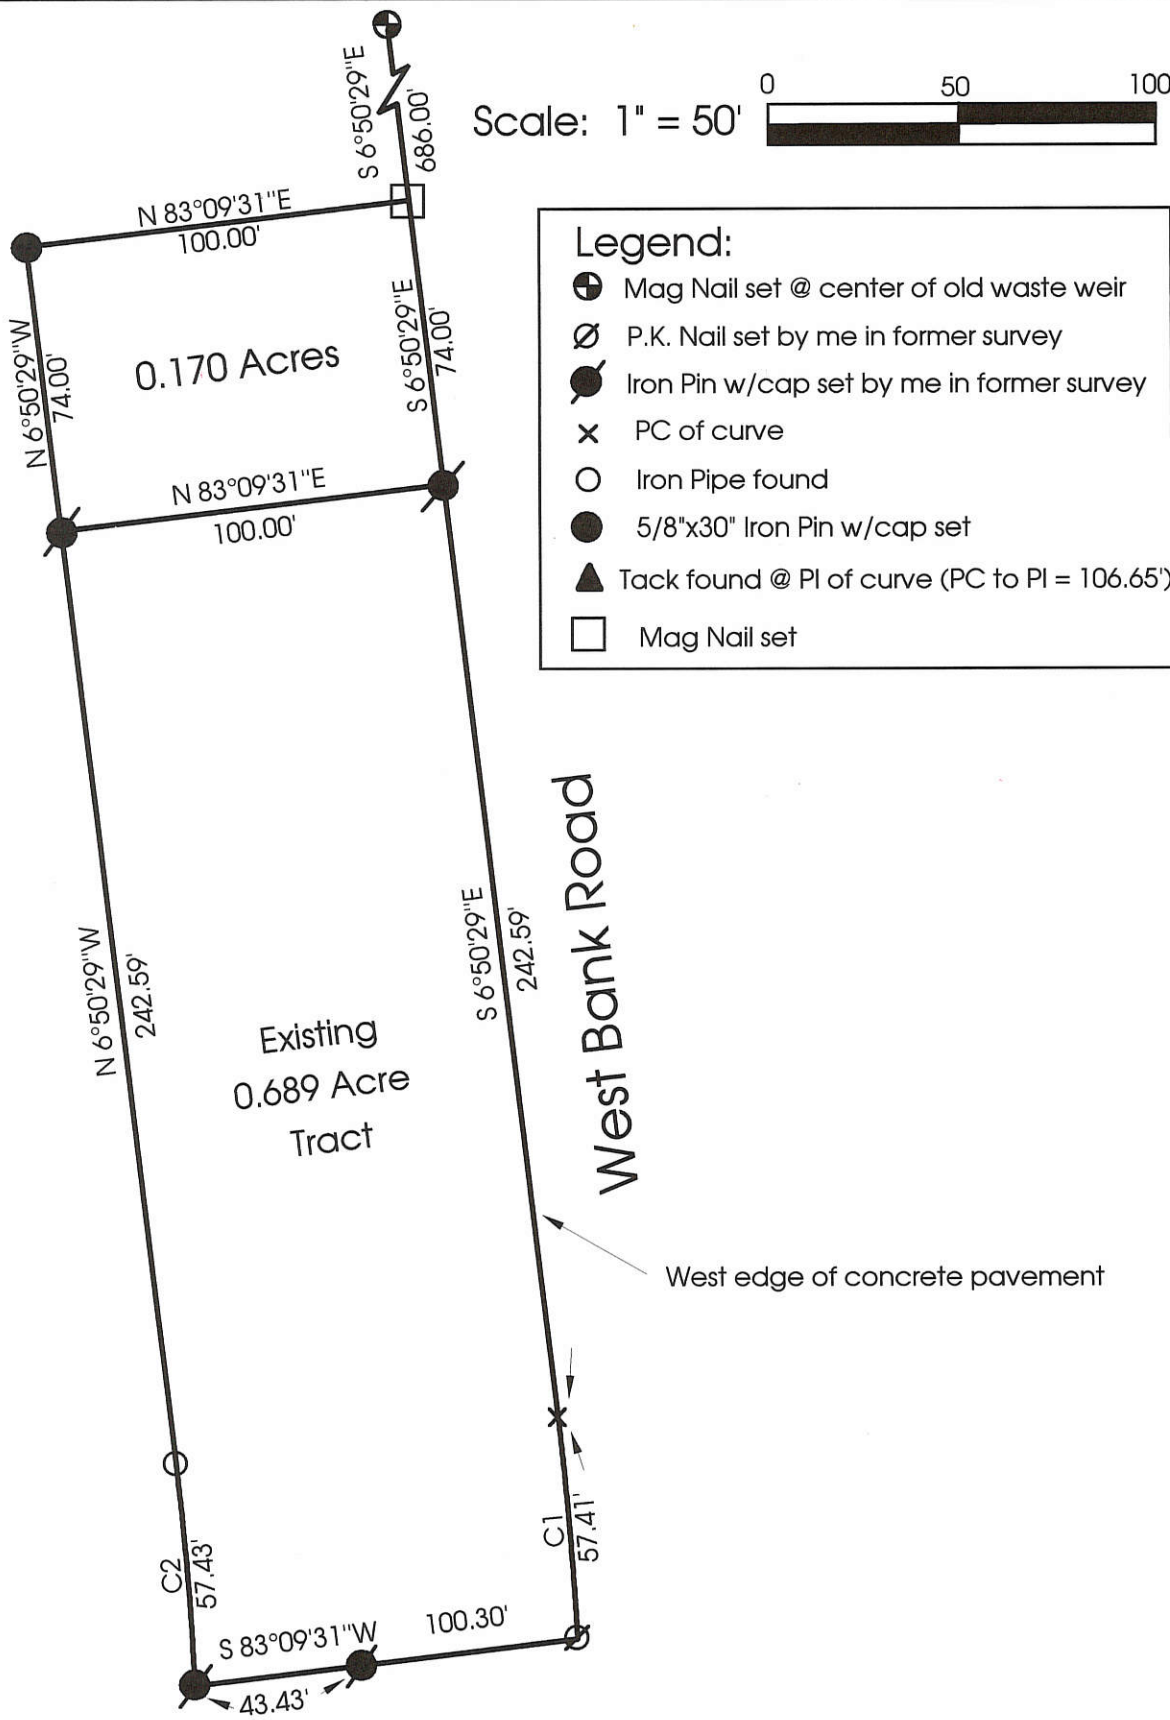 S 6°50'29"E
686.00'
Scale: 1" = 50'
0 50 100
N 83°09'31"E
100.00'
Legend:
Mag Nail set @ center of old waste weir
P.K. Nail set by me in former survey
Iron Pin w/cap set by me in former survey
PC of curve
Iron Pipe found
5/8"x30" Iron Pin w/cap set
Tack found @ PI of curve (PC to PI = 106.65')
Mag Nail set
N 6°50'29"W
74.00'
0.170 Acres
S 6°50'29"E
74.00'
N 83°09'31"E
100.00'
N 6°50'29"W
242.59'
S 6°50'29"E
242.59'
West Bank Road
Existing
0.689 Acre
Tract
West edge of concrete pavement
C2
57.43'
C1
57.41'
S 83°09'31"W
100.30'
43.43'